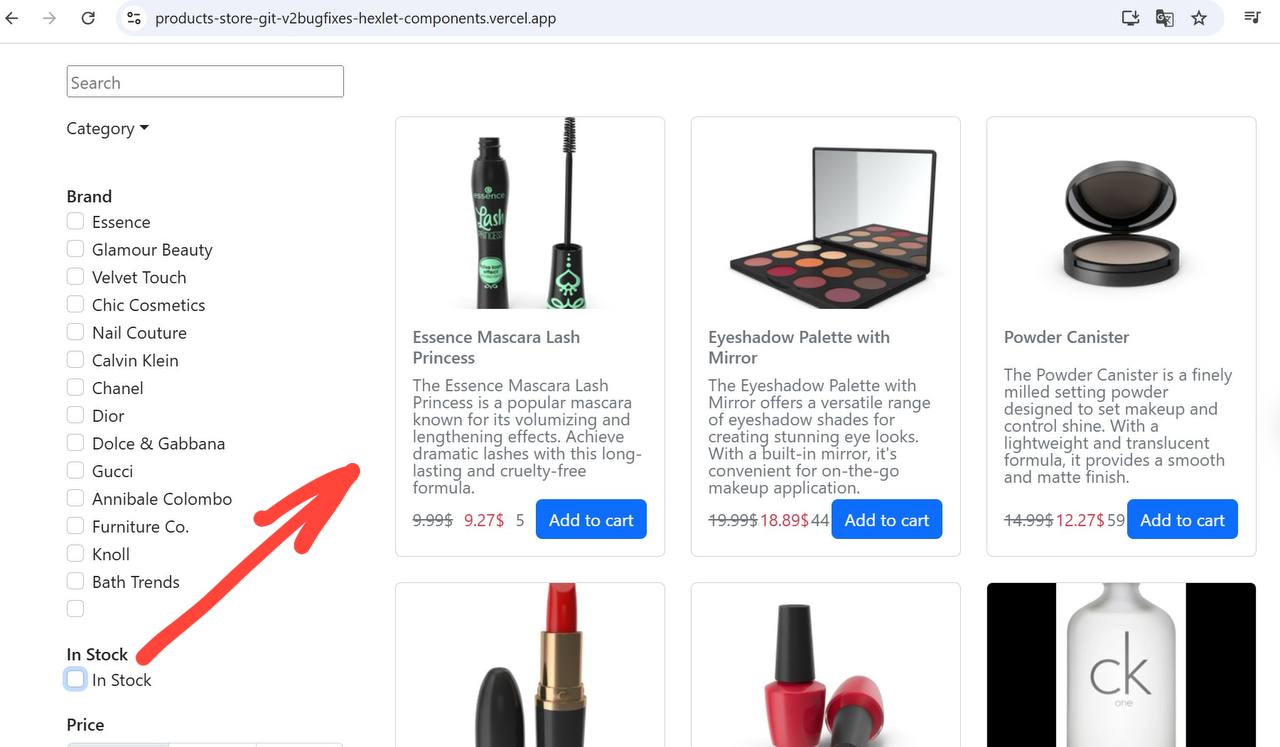 products-store-git-v2bugfixes-hexlet-components.vercel.app
Search
Category
Brand
Essence
Glamour Beauty
Velvet Touch
Chic Cosmetics
Nail Couture
Calvin Klein
Chanel
Dior
Dolce & Gabbana
Gucci
Annibale Colombo
Furniture Co.
Knoll
Bath Trends
In Stock
In Stock
Price
essence
Lash
PRINCESS
Essence Mascara Lash
Princess
The Essence Mascara Lash
Princess is a popular mascara
known for its volumizing and
lengthening effects. Achieve
dramatic lashes with this long-
lasting and cruelty-free
formula.
9.99$ 9.27$ 5 Add to cart
Eyeshadow Palette with
Mirror
The Eyeshadow Palette with
Mirror offers a versatile range
of eyeshadow shades for
creating stunning eye looks.
With a built-in mirror, it's
convenient for on-the-go
makeup application.
19.99$ 18.89$ 44 Add to cart
Powder Canister
The Powder Canister is a finely
milled setting powder
designed to set makeup and
control shine. With a
lightweight and translucent
formula, it provides a smooth
and matte finish.
14.99$ 12.27$ 59 Add to cart
ck
one